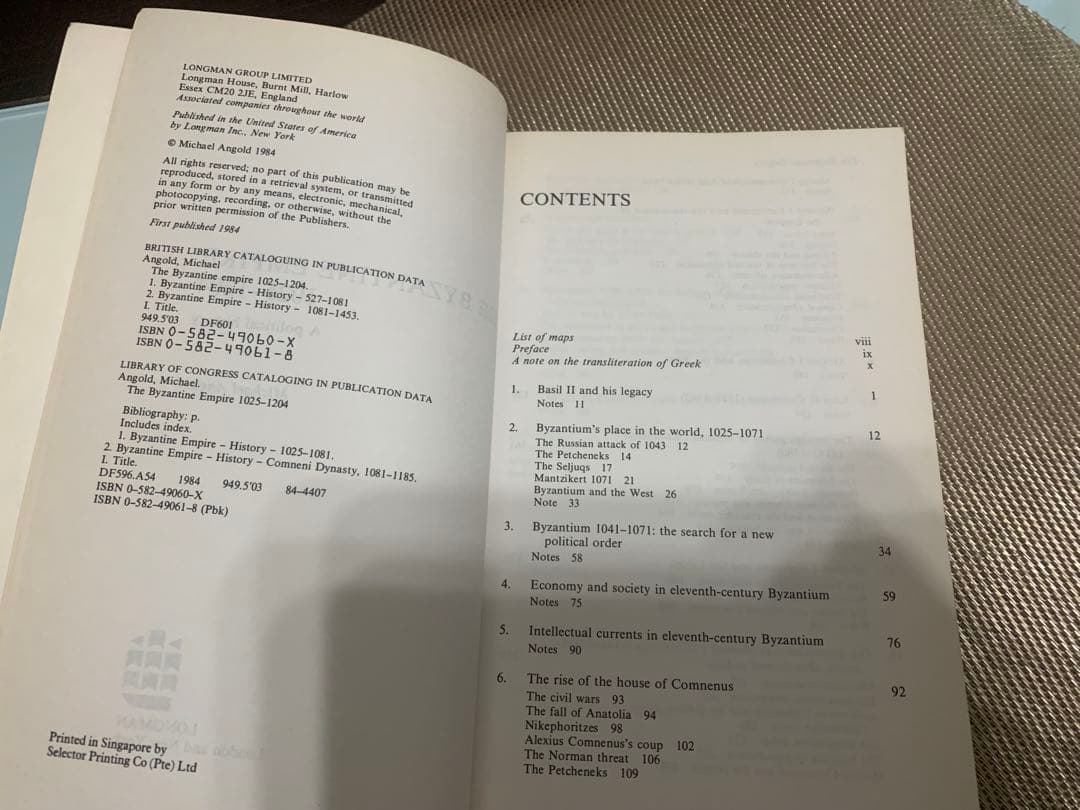 LONGMAN GROUP LIMITED
Longman House, Burnt Mill, Harlow
Essex CM20 2JE, England
Associated companies throughout the world
Published in the United States of America
by Longman Inc., New York
© Michael Angold 1984
All rights reserved; no part of this publication may be
reproduced, stored in a retrieval system, or transmitted
in any form or by any means, electronic, mechanical,
photocopying, recording, or otherwise, without the
prior written permission of the Publishers.
First published 1984
BRITISH LIBRARY CATALOGUING IN PUBLICATION DATA
Angold, Michael
The Byzantine empire 1025–1204.
1. Byzantine Empire – History – 527–1081
2. Byzantine Empire – History – 1081–1453.
I. Title.
949.5'03 DF601
ISBN 0-582-49060-X
ISBN 0-582-49061-8
LIBRARY OF CONGRESS CATALOGING IN PUBLICATION DATA
Angold, Michael.
The Byzantine Empire 1025–1204
Bibliography: p.
Includes index.
1. Byzantine Empire – History – 1025–1081.
2. Byzantine Empire – History – Comneni Dynasty, 1081–1185.
I. Title.
DF596.A54 1984 949.5'03 84–4407
ISBN 0–582–49060–X
ISBN 0–582–49061–8 (Pbk)
Printed in Singapore by
Selector Printing Co (Pte) Ltd
CONTENTS
List of maps viii
Preface ix
A note on the transliteration of Greek x
1. Basil II and his legacy 1
Notes 11
2. Byzantium's place in the world, 1025–1071 12
The Russian attack of 1043 12
The Petcheneks 14
The Seljuqs 17
Mantzikert 1071 21
Byzantium and the West 26
Note 33
3. Byzantium 1041–1071: the search for a new
political order 34
Notes 58
4. Economy and society in eleventh-century Byzantium 59
Notes 75
5. Intellectual currents in eleventh-century Byzantium 76
Notes 90
6. The rise of the house of Comnenus 92
The civil wars 93
The fall of Anatolia 94
Nikephoritzes 98
Alexius Comnenus's coup 102
The Norman threat 106
The Petcheneks 109